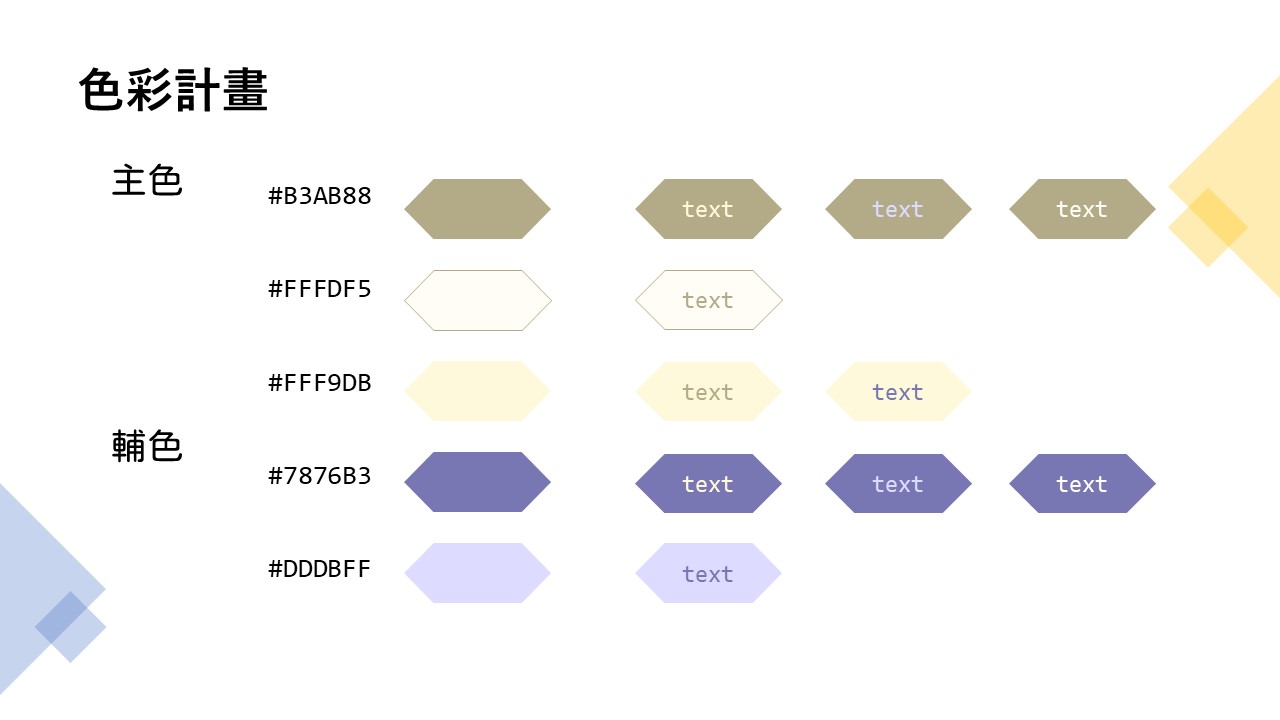 色彩計畫
主色
#B3AB88 text text text
#FFFDF5 text
#FFF9DB text text
輔色
#7876B3 text text text
#DDDBFF text